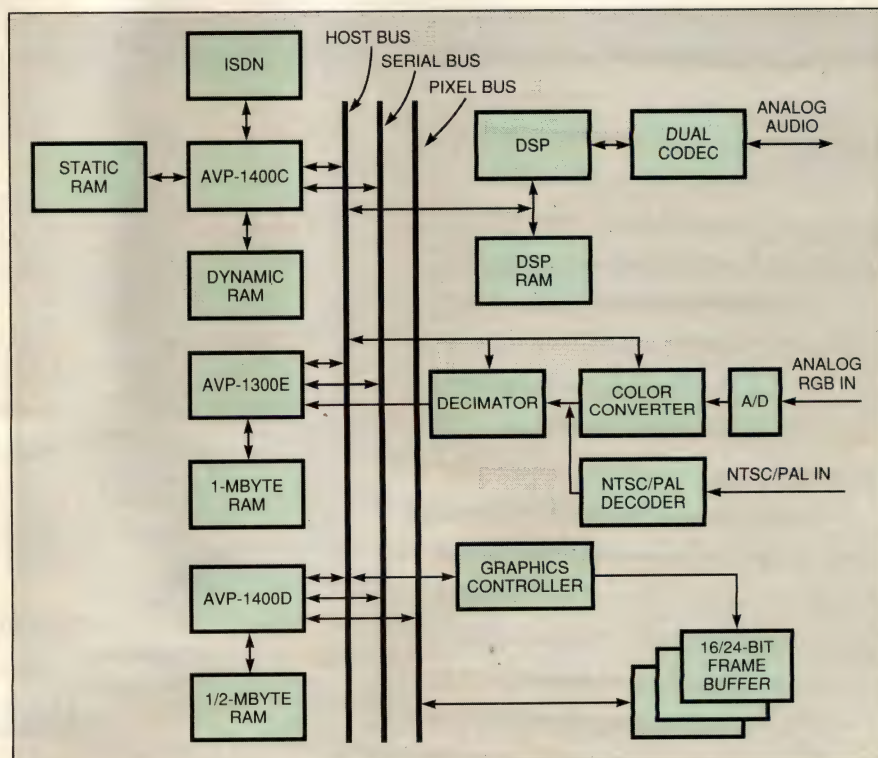 HOST BUS
SERIAL BUS
PIXEL BUS
ISDN
STATIC
RAM
AVP-1400C
DYNAMIC
RAM
DSP
DUAL
CODEC
ANALOG
AUDIO
DSP
RAM
AVP-1300E
1-MBYTE
RAM
DECIMATOR
COLOR
CONVERTER
A/D
ANALOG
RGB IN
NTSC/PAL
DECODER
NTSC/PAL IN
AVP-1400D
1/2-MBYTE
RAM
GRAPHICS
CONTROLLER
16/24-BIT
FRAME
BUFFER